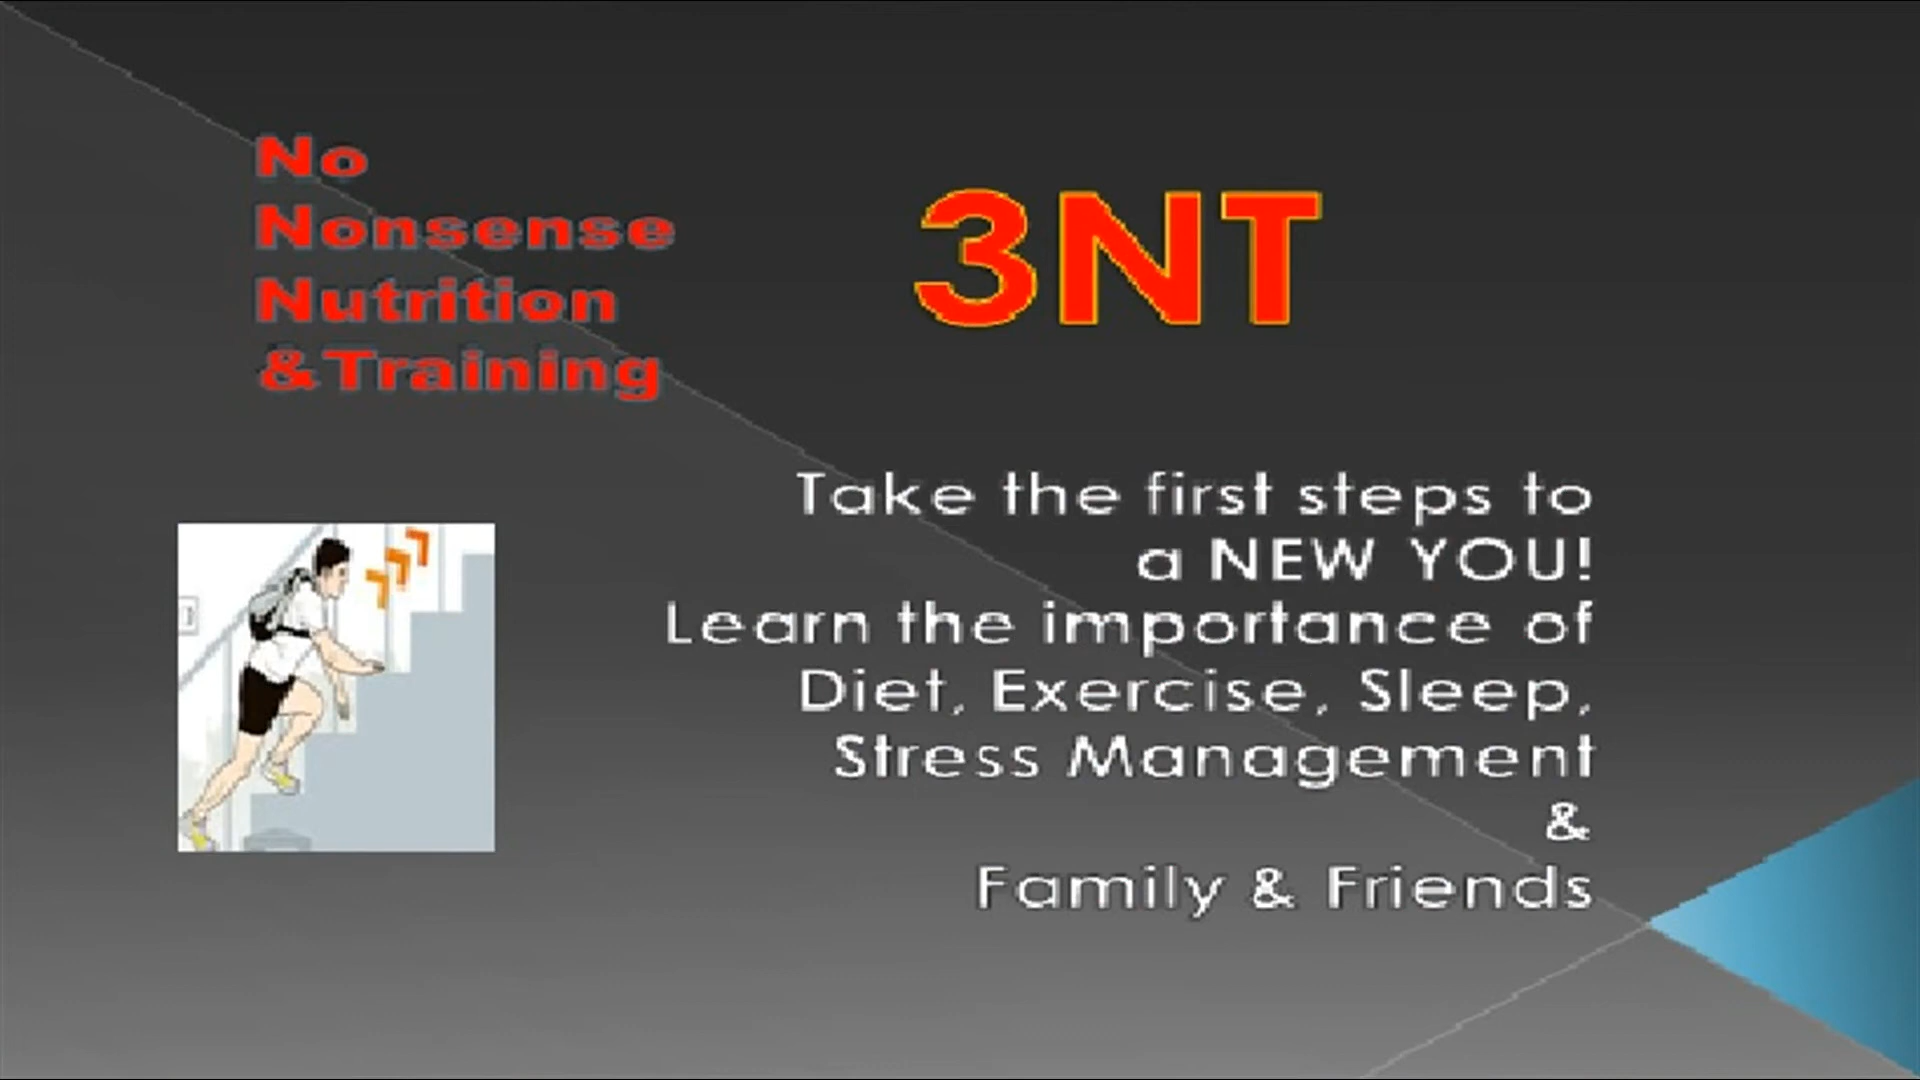 No
Nonsense
Nutrition
&Training
3NT
Take the first steps to
a NEW YOU!
Learn the importance of
Diet, Exercise, Sleep,
Stress Management
&
Family & Friends